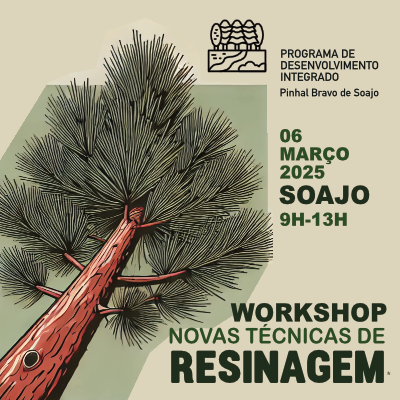 PROGRAMA DE
DESENVOLVIMENTO
INTEGRADO
Pinhal Bravo de Soajo
06
MARÇO
2025
SOAJO
9H-13H
WORKSHOP
NOVAS TÉCNICAS DE
RESINAGEM*